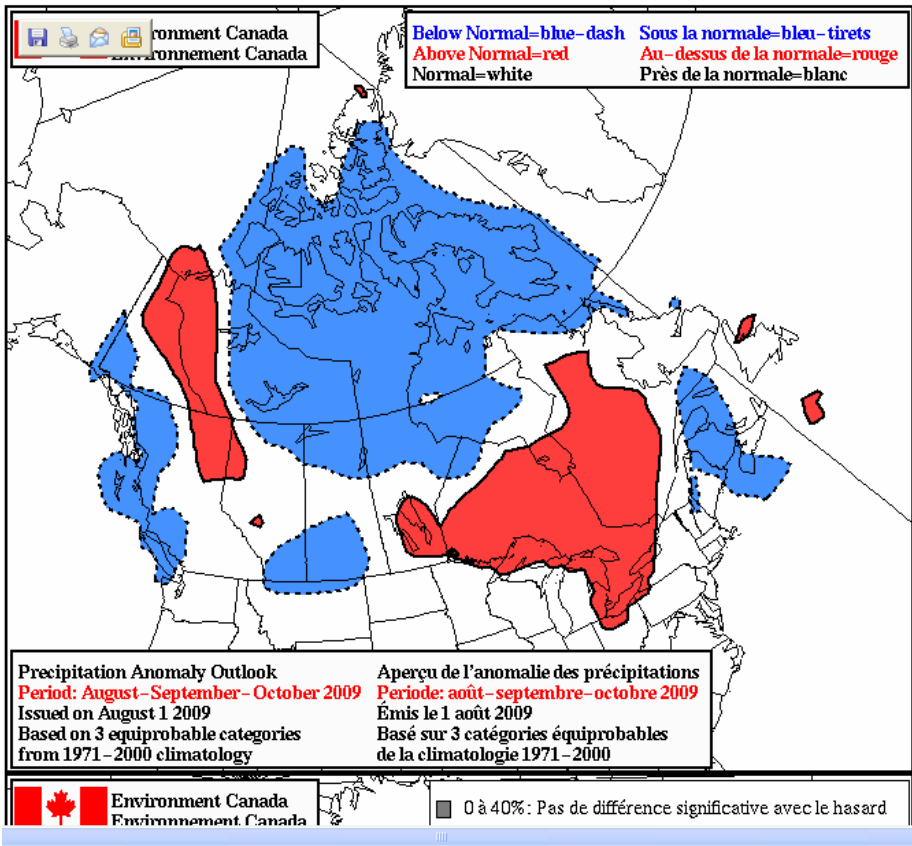 ronment Canada
Environnement Canada
Below Normal=blue-dash Sous la normale=bleu-tirets
Above Normal=red Au-dessus de la normale=rouge
Normal=white Près de la normale=blanc
Precipitation Anomaly Outlook
Period: August-September-October 2009
Issued on August 1 2009
Based on 3 equiprobable categories
from 1971-2000 climatology
Aperçu de l'anomalie des précipitations
Periode: août-septembre-octobre 2009
Émis le 1 août 2009
Basé sur 3 catégories équiprobables
de la climatologie 1971-2000
Environment Canada
Environnement Canada
0 à 40%: Pas de différence significative avec le hasard